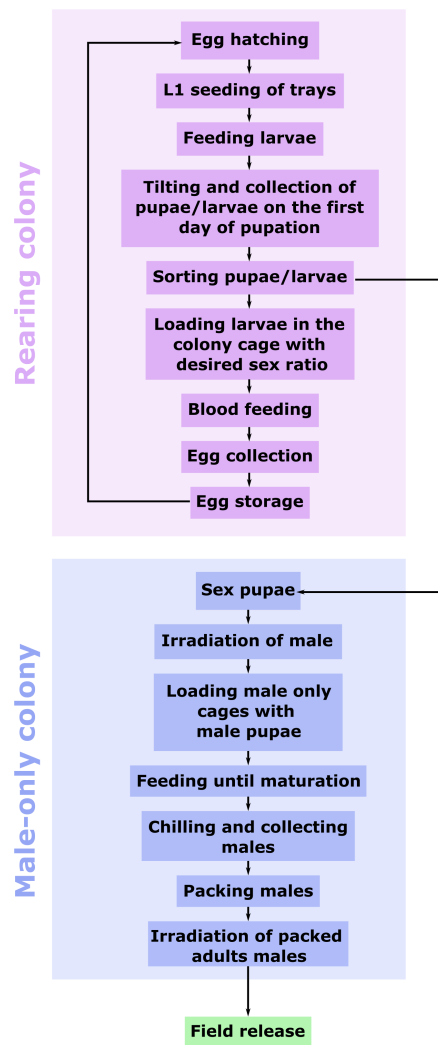 Rearing colony
Egg hatching
L1 seeding of trays
Feeding larvae
Tilting and collection of
pupae/larvae on the first
day of pupation
Sorting pupae/larvae
Loading larvae in the
colony cage with
desired sex ratio
Blood feeding
Egg collection
Egg storage
Male-only colony
Sex pupae
Irradiation of male
Loading male only
cages with
male pupae
Feeding until maturation
Chilling and collecting
males
Packing males
Irradiation of packed
adults males
Field release